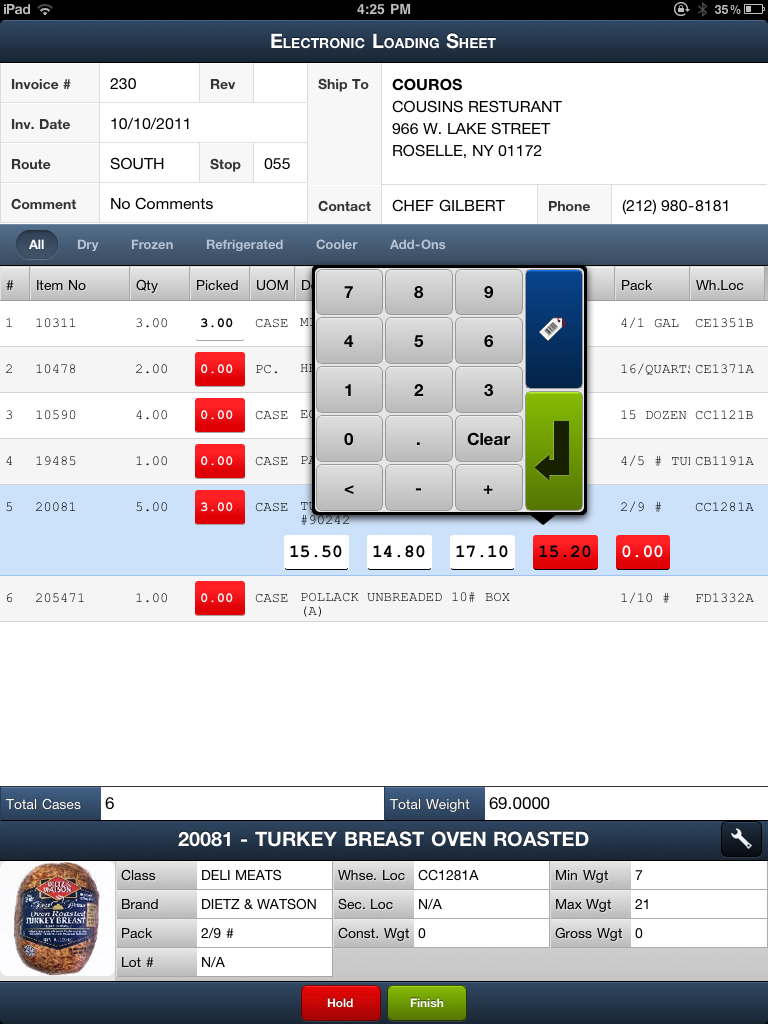 iPad 4:25 PM 35%
Electronic Loading Sheet
Invoice # 230 Rev Ship To COUROS
COUSINS RESTURANT
Inv. Date 10/10/2011 966 W. LAKE STREET
ROSELLE, NY 01172
Route SOUTH Stop 055
Comment No Comments Contact CHEF GILBERT Phone (212) 980-8181
All Dry Frozen Refrigerated Cooler Add-Ons
# Item No Qty Picked UOM Pack Wh.Loc
1 10311 3.00 3.00 CASE 4/1 GAL CE1351B
2 10478 2.00 0.00 PC. 16/QUART CE1371A
3 10590 4.00 0.00 CASE 15 DOZEN CC1121B
4 19485 1.00 0.00 CASE 4/5 # CB1191A
5 20081 5.00 3.00 CASE 2/9 # CC1281A
#90242
7 8 9
4 5 6
1 2 3
0 . Clear
< - +
15.50 14.80 17.10 15.20 0.00
6 205471 1.00 0.00 CASE POLLACK UNBREADED 10# BOX 1/10 # FD1332A
(A)
Total Cases 6 Total Weight 69.0000
20081 - TURKEY BREAST OVEN ROASTED
Class DELI MEATS Whse. Loc CC1281A Min Wgt 7
Brand DIETZ & WATSON Sec. Loc N/A Max Wgt 21
Pack 2/9 # Const. Wgt 0 Gross Wgt 0
Lot # N/A
DIETZ & WATSON
Oven Roasted
TURKEY BREAST
Hold Finish